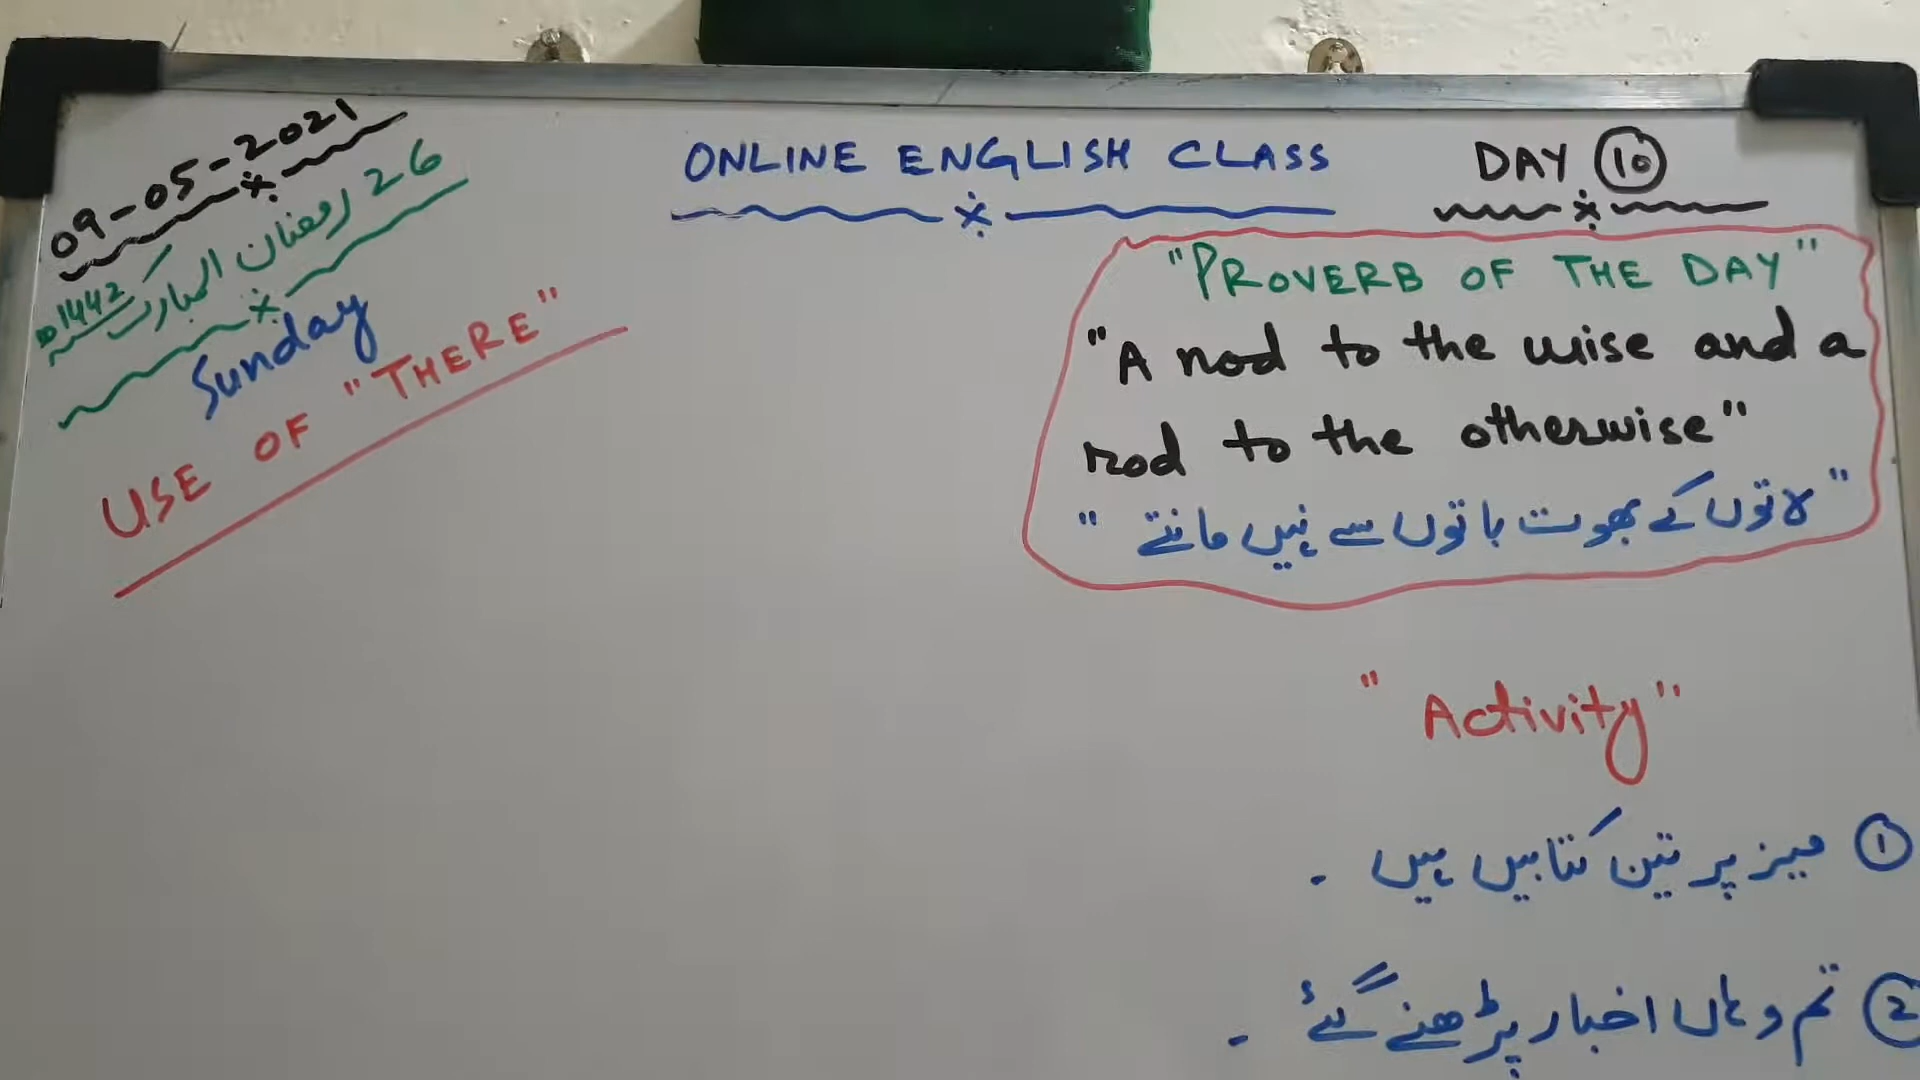 09-05-2021
26 رمضان المبارک 1442ھ
Sunday
USE OF "THERE"
ONLINE ENGLISH CLASS
DAY 10
"PROVERB OF THE DAY"
"A nod to the wise and a
rod to the otherwise"
"لاتوں کے بھوت باتوں سے نہیں مانتے"
"Activity"
① میز پر تین کتابیں ہیں ۔
② تم وہاں اخبار پڑھنے گئے ۔